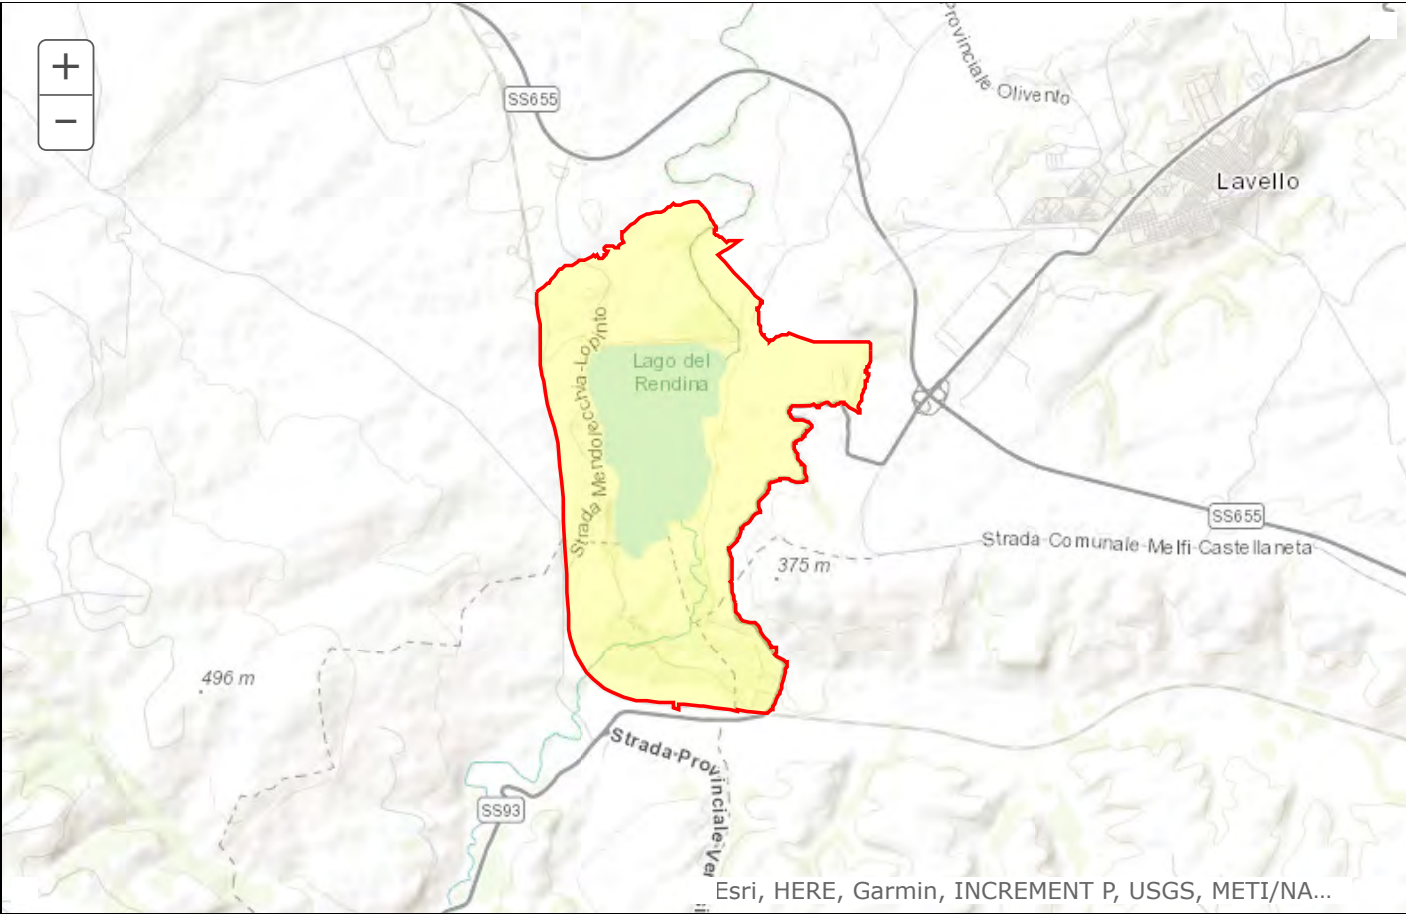 +
−
SS655
Provinciale Olivento
Lavello
Lago del
Rendina
Strada Mendolecchia-Lopinto
SS655
Strada-Comunale-Melfi-Castellaneta
375 m
496 m
Strada-Provinciale-Ve
SS93
Esri, HERE, Garmin, INCREMENT P, USGS, METI/NA...